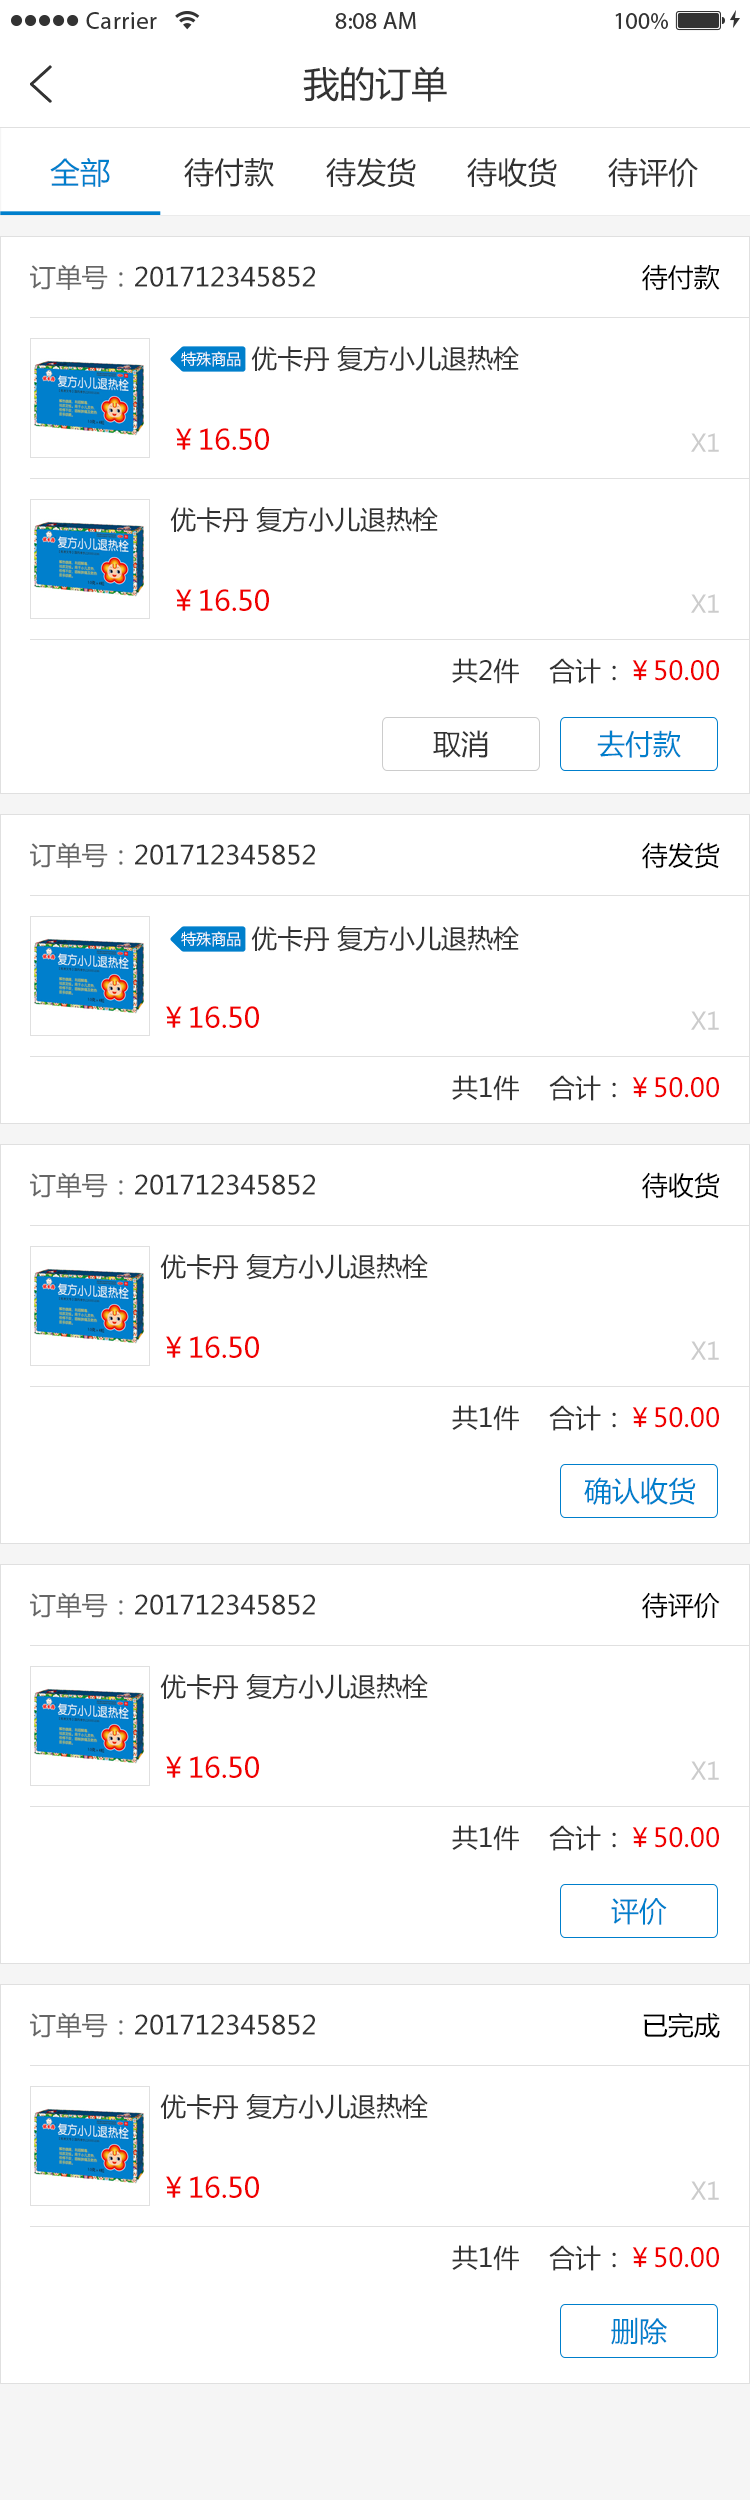 Carrier 8:08 AM 100%
我的订单
全部 待付款 待发货 待收货 待评价
订单号：201712345852 待付款
特殊商品 优卡丹 复方小儿退热栓
复方小儿退热栓
¥ 16.50 X1
优卡丹 复方小儿退热栓
复方小儿退热栓
¥ 16.50 X1
共2件 合计：¥ 50.00
取消 去付款
订单号：201712345852 待发货
特殊商品 优卡丹 复方小儿退热栓
复方小儿退热栓
¥ 16.50 X1
共1件 合计：¥ 50.00
订单号：201712345852 待收货
优卡丹 复方小儿退热栓
复方小儿退热栓
¥ 16.50 X1
共1件 合计：¥ 50.00
确认收货
订单号：201712345852 待评价
优卡丹 复方小儿退热栓
复方小儿退热栓
¥ 16.50 X1
共1件 合计：¥ 50.00
评价
订单号：201712345852 已完成
优卡丹 复方小儿退热栓
复方小儿退热栓
¥ 16.50 X1
共1件 合计：¥ 50.00
删除